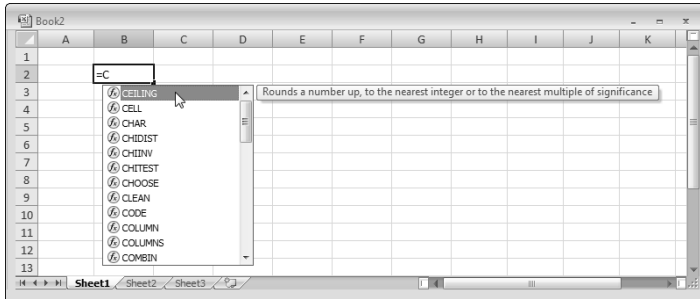 Book2
A B C D E F G H I J K
1
2 =C
3 CEILING Rounds a number up, to the nearest integer or to the nearest multiple of significance
4 CELL
5 CHAR
CHIDIST
6 CHIINV
7 CHITEST
8 CHOOSE
9 CLEAN
10 CODE
11 COLUMN
12 COLUMNS
13 COMBIN
Sheet1 Sheet2 Sheet3